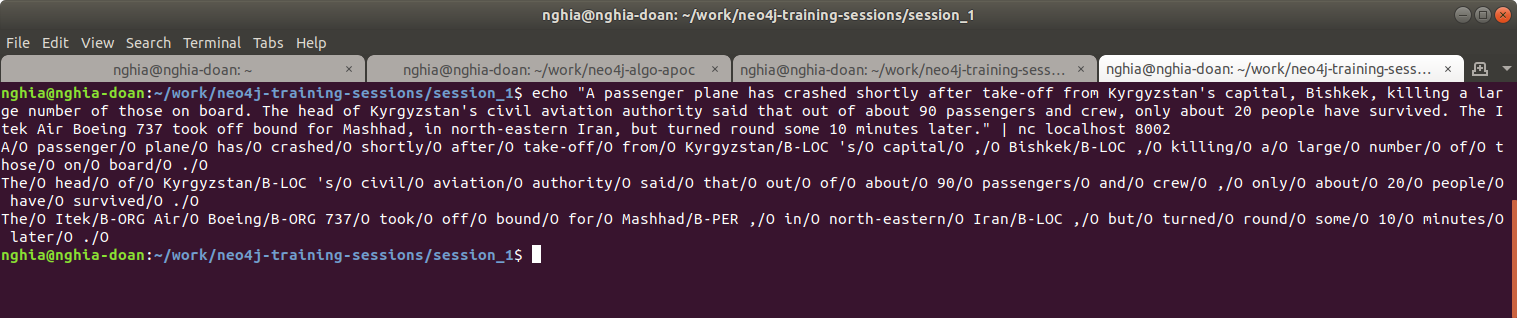 nghia@nghia-doan: ~/work/neo4j-training-sessions/session_1
File Edit View Search Terminal Tabs Help
nghia@nghia-doan: ~ × nghia@nghia-doan: ~/work/neo4j-algo-apoc × nghia@nghia-doan: ~/work/neo4j-training-sess... × nghia@nghia-doan: ~/work/neo4j-training-sess... ×
nghia@nghia-doan:~/work/neo4j-training-sessions/session_1$ echo "A passenger plane has crashed shortly after take-off from Kyrgyzstan's capital, Bishkek, killing a lar
ge number of those on board. The head of Kyrgyzstan's civil aviation authority said that out of about 90 passengers and crew, only about 20 people have survived. The I
tek Air Boeing 737 took off bound for Mashhad, in north-eastern Iran, but turned round some 10 minutes later." | nc localhost 8002
A/O passenger/O plane/O has/O crashed/O shortly/O after/O take-off/O from/O Kyrgyzstan/B-LOC 's/O capital/O ,/O Bishkek/B-LOC ,/O killing/O a/O large/O number/O of/O t
hose/O on/O board/O ./O
The/O head/O of/O Kyrgyzstan/B-LOC 's/O civil/O aviation/O authority/O said/O that/O out/O of/O about/O 90/O passengers/O and/O crew/O ,/O only/O about/O 20/O people/O
 have/O survived/O ./O
The/O Itek/B-ORG Air/O Boeing/B-ORG 737/O took/O off/O bound/O for/O Mashhad/B-PER ,/O in/O north-eastern/O Iran/B-LOC ,/O but/O turned/O round/O some/O 10/O minutes/O
 later/O ./O
nghia@nghia-doan:~/work/neo4j-training-sessions/session_1$